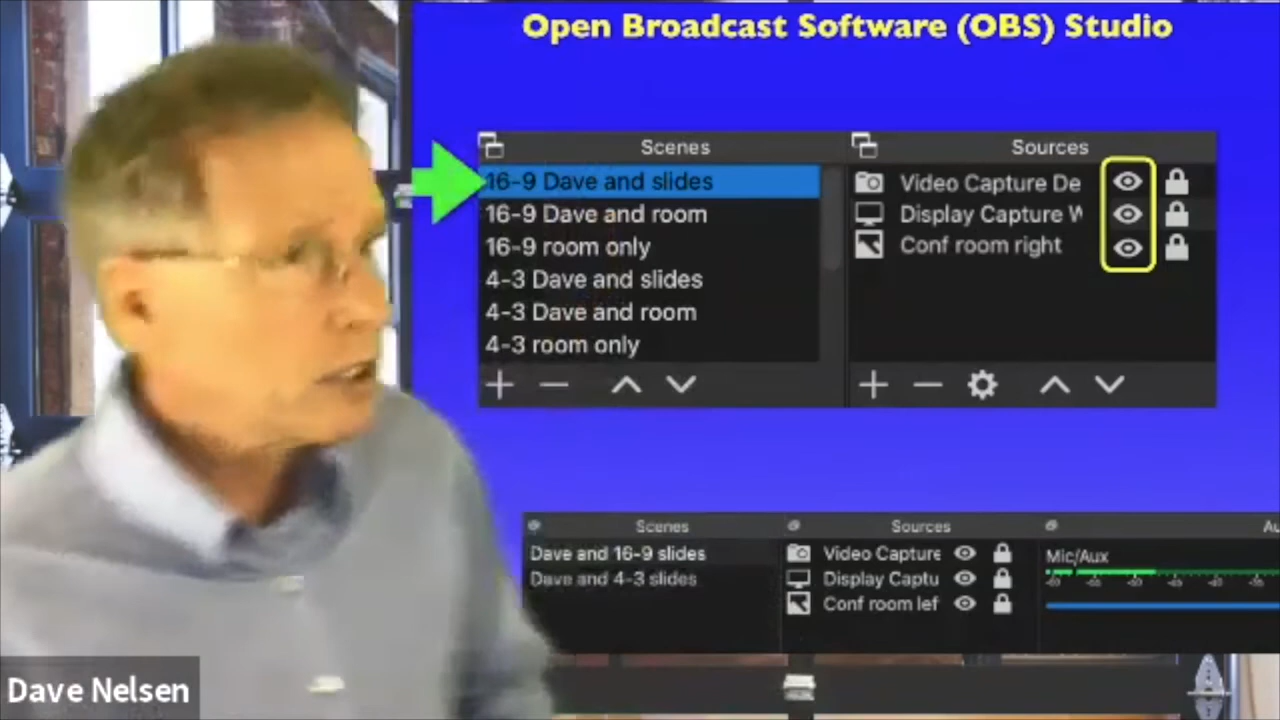 Open Broadcast Software (OBS) Studio
Scenes
16-9 Dave and slides
16-9 Dave and room
16-9 room only
4-3 Dave and slides
4-3 Dave and room
4-3 room only
Sources
Video Capture De
Display Capture W
Conf room right
Scenes
Dave and 16-9 slides
Dave and 4-3 slides
Sources
Video Capture
Display Captu
Conf room lef
Au
Mic/Aux
Dave Nelsen